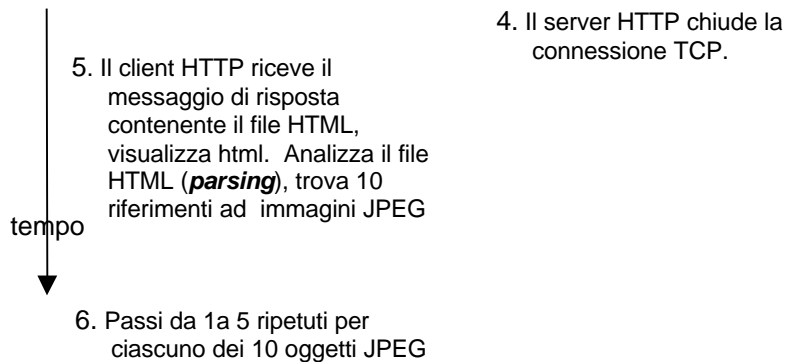 4. Il server HTTP chiude la
connessione TCP.
5. Il client HTTP riceve il
messaggio di risposta
contenente il file HTML,
visualizza html. Analizza il file
HTML (parsing), trova 10
riferimenti ad immagini JPEG
tempo
6. Passi da 1a 5 ripetuti per
ciascuno dei 10 oggetti JPEG